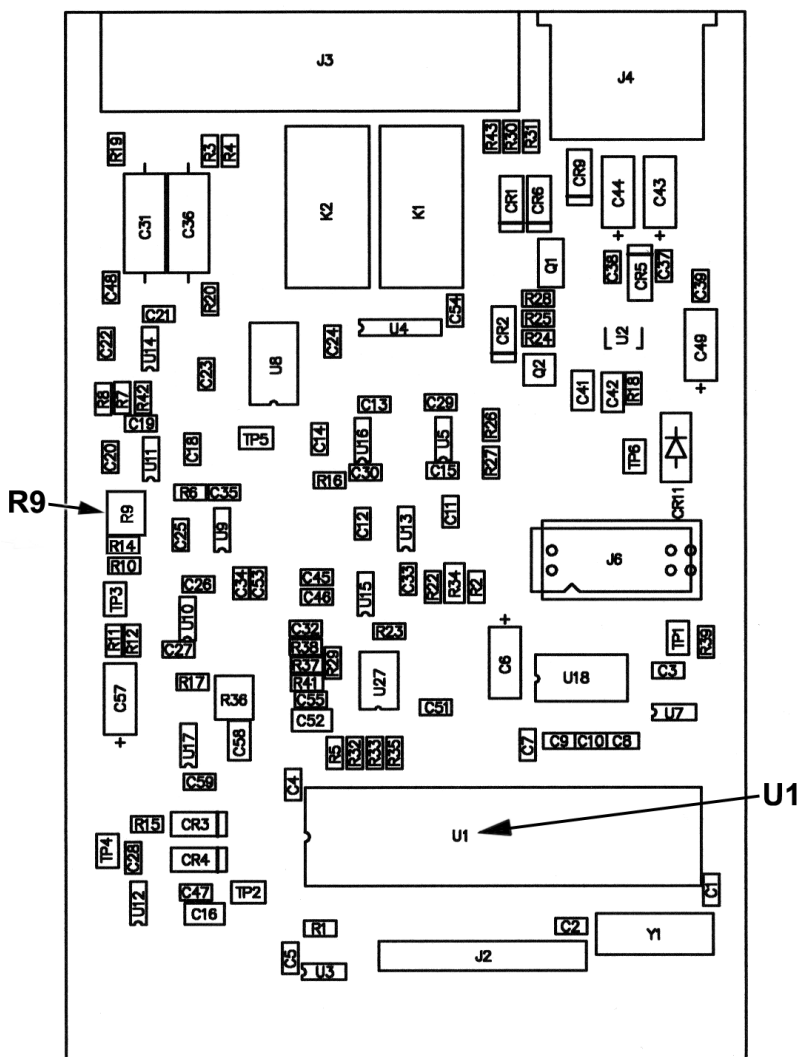 J3
J4
R19
R3
R4
R43
R30
R31
C31
C36
K2
K1
CR1
CR6
CR9
C44
C43
+
+
Q1
C38
CR5
C37
C39
C48
R20
C21
C54
R28
R25
R24
CR2
U4
C22
U14
C23
U8
C24
U2
C49
+
Q2
C41
C42
R18
R8
R7
R42
C19
C13
C29
R26
C20
U11
C18
TP5
C14
U16
U5
R27
TP6
CR11
C30
C15
R16
R6
C35
R9
R9
C25
U9
C12
U13
C11
J6
R14
R10
TP3
C26
C34
C53
C45
C46
U15
C33
R22
R34
R2
U10
R11
R12
C27
C32
R38
R37
R29
R41
C55
C52
R23
U27
C51
+
C6
U18
TP1
R39
C3
U7
C57
+
R17
R36
C58
U17
C59
R5
R32
R33
R35
C7
C9
C10
C8
C4
U1
U1
R15
CR3
TP4
C28
CR4
C47
TP2
U12
C16
C1
R1
C2
Y1
C5
U3
J2